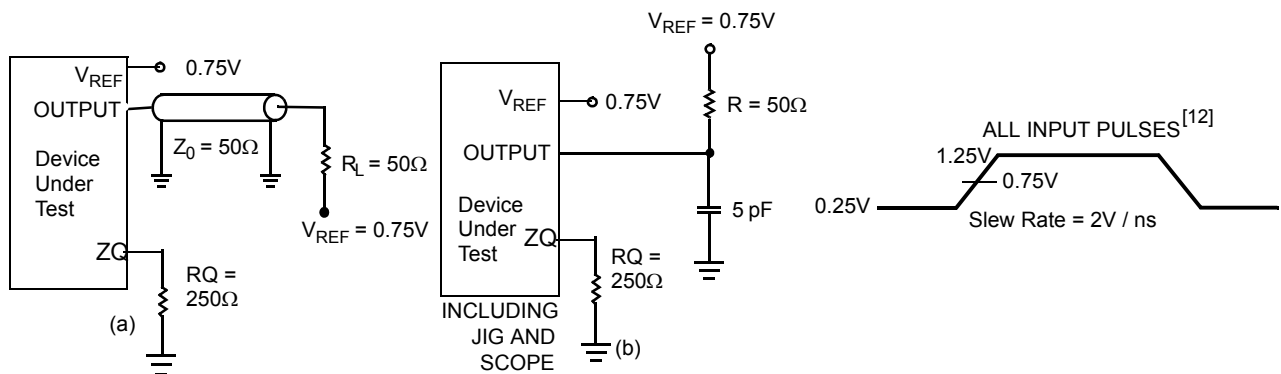 V_REF
0.75V
OUTPUT
Z_0 = 50Ω
Device
Under
Test
R_L = 50Ω
V_REF = 0.75V
ZQ
RQ =
250Ω
(a)
V_REF = 0.75V
V_REF
0.75V
R = 50Ω
OUTPUT
Device
Under
Test
5 pF
ZQ
RQ =
250Ω
INCLUDING
JIG AND
SCOPE
(b)
ALL INPUT PULSES[12]
1.25V
0.75V
0.25V
Slew Rate = 2V / ns